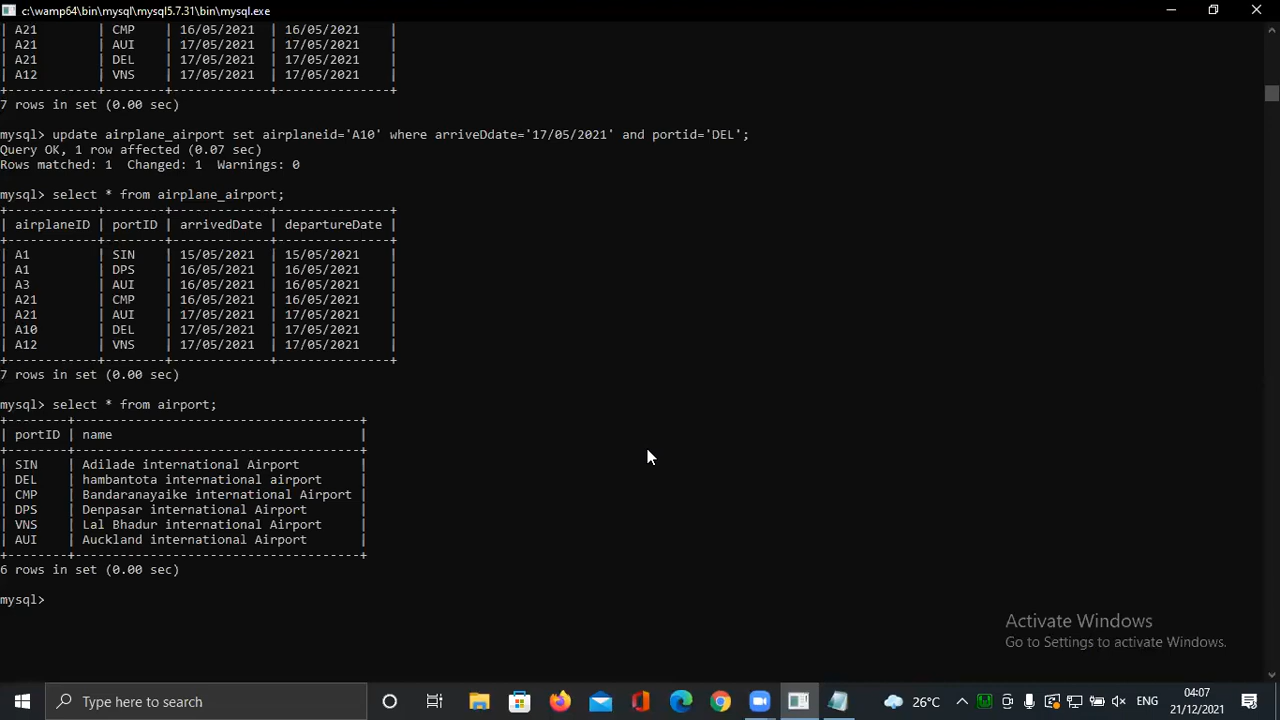 c:\wamp64\bin\mysql\mysql5.7.31\bin\mysql.exe
| A21 | CMP | 16/05/2021 | 16/05/2021 |
| A21 | AUI | 17/05/2021 | 17/05/2021 |
| A21 | DEL | 17/05/2021 | 17/05/2021 |
| A12 | VNS | 17/05/2021 | 17/05/2021 |
+------------+--------+-------------+---------------+
7 rows in set (0.00 sec)
mysql> update airplane_airport set airplaneid='A10' where arriveDdate='17/05/2021' and portid='DEL';
Query OK, 1 row affected (0.07 sec)
Rows matched: 1  Changed: 1  Warnings: 0
mysql> select * from airplane_airport;
+------------+--------+-------------+---------------+
| airplaneID | portID | arrivedDate | departureDate |
+------------+--------+-------------+---------------+
| A1 | SIN | 15/05/2021 | 15/05/2021 |
| A1 | DPS | 16/05/2021 | 16/05/2021 |
| A3 | AUI | 16/05/2021 | 16/05/2021 |
| A21 | CMP | 16/05/2021 | 16/05/2021 |
| A21 | AUI | 17/05/2021 | 17/05/2021 |
| A10 | DEL | 17/05/2021 | 17/05/2021 |
| A12 | VNS | 17/05/2021 | 17/05/2021 |
+------------+--------+-------------+---------------+
7 rows in set (0.00 sec)
mysql> select * from airport;
+--------+--------------------------------------+
| portID | name |
+--------+--------------------------------------+
| SIN | Adilade international Airport |
| DEL | hambantota international airport |
| CMP | Bandaranayaike international Airport |
| DPS | Denpasar international Airport |
| VNS | Lal Bhadur international Airport |
| AUI | Auckland international Airport |
+--------+--------------------------------------+
6 rows in set (0.00 sec)
mysql>
Activate Windows
Go to Settings to activate Windows.
Type here to search
26°C
ENG
04:07
21/12/2021